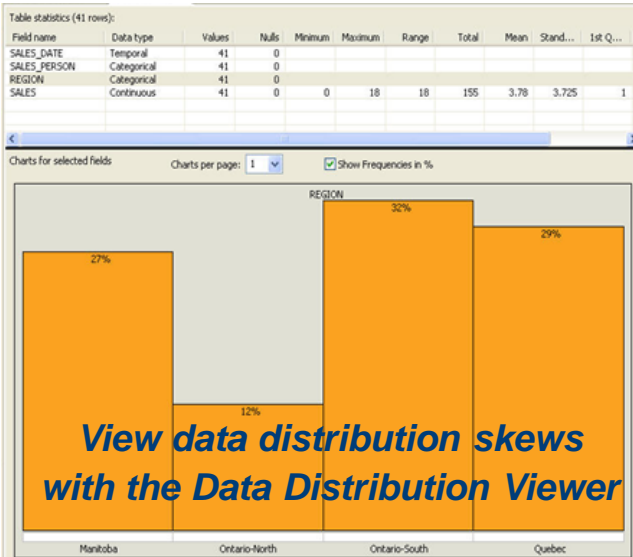 Table statistics (41 rows):
Field name Data type Values Nulls Minimum Maximum Range Total Mean Stand... 1st Q...
SALES_DATE Temporal 41 0
SALES_PERSON Categorical 41 0
REGION Categorical 41 0
SALES Continuous 41 0 0 18 18 155 3.78 3.725 1
Charts for selected fields Charts per page: 1 Show Frequencies in %
REGION
32%
29%
27%
12%
View data distribution skews
with the Data Distribution Viewer
Manitoba Ontario-North Ontario-South Quebec